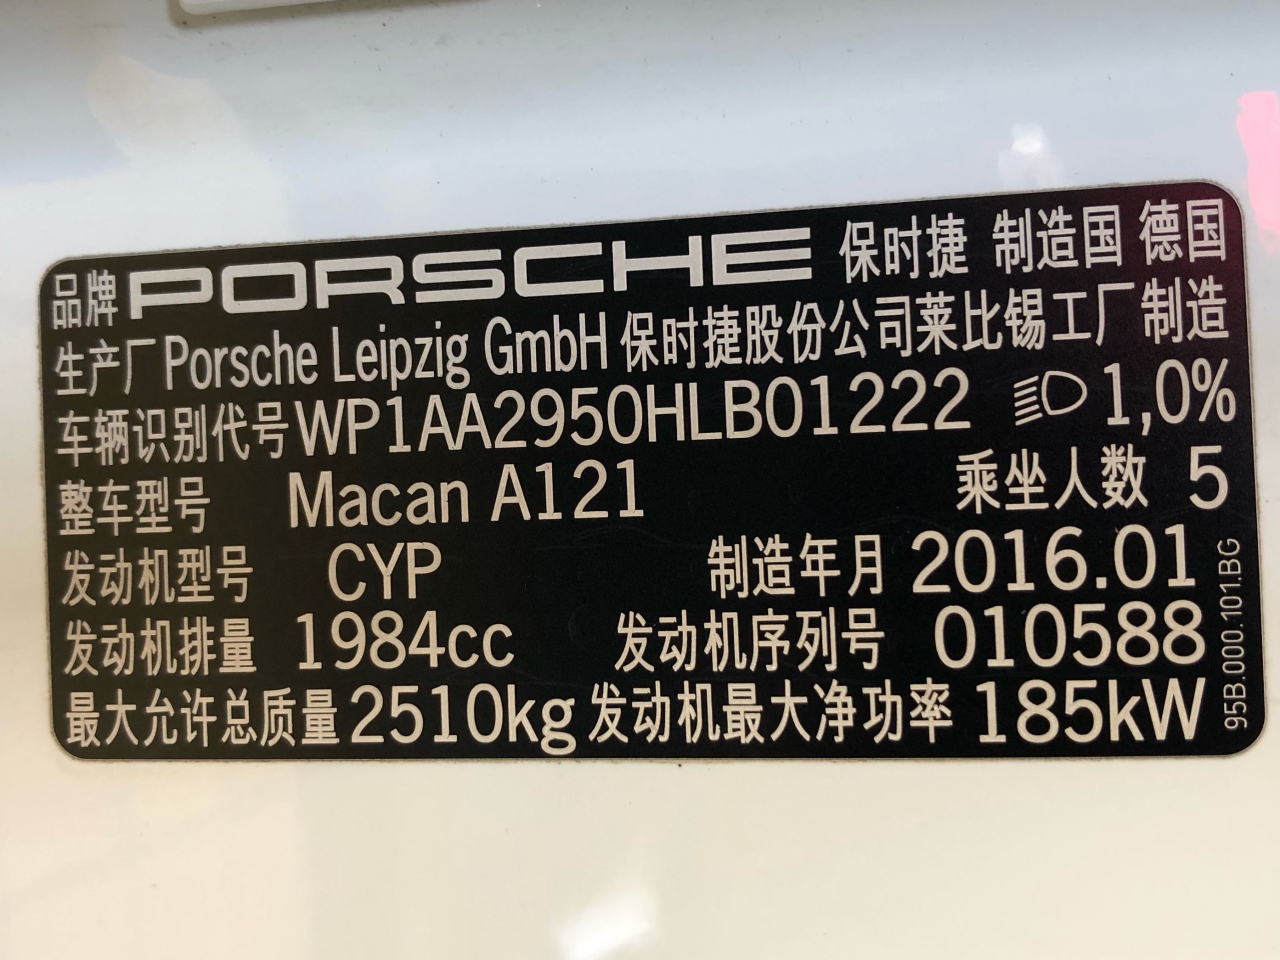 品牌 PORSCHE 保时捷 制造国 德国
生产厂 Porsche Leipzig GmbH 保时捷股份公司莱比锡工厂制造
车辆识别代号 WP1AA2950HLB01222 1,0%
整车型号 Macan A121 乘坐人数 5
发动机型号 CYP 制造年月 2016.01
发动机排量 1984cc 发动机序列号 010588
最大允许总质量 2510kg 发动机最大净功率 185kW
95B.000.101.BG